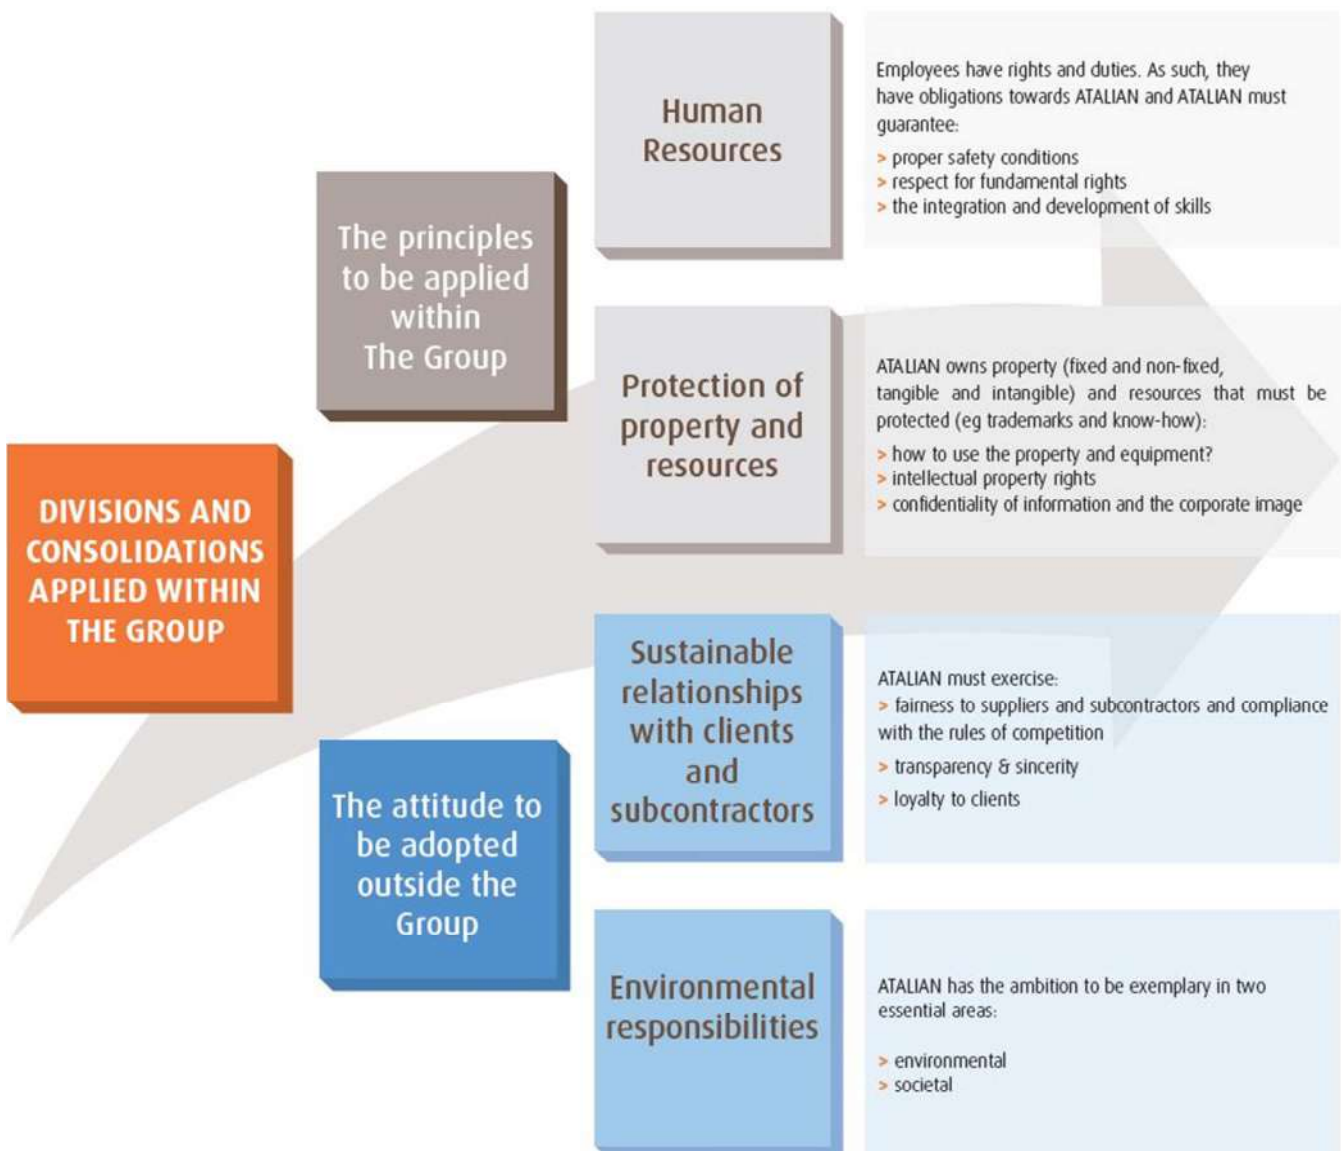 DIVISIONS AND
CONSOLIDATIONS
APPLIED WITHIN
THE GROUP
The principles
to be applied
within
The Group
Human
Resources
Employees have rights and duties. As such, they
have obligations towards ATALIAN and ATALIAN must
guarantee:
> proper safety conditions
> respect for fundamental rights
> the integration and development of skills
Protection of
property and
resources
ATALIAN owns property (fixed and non-fixed,
tangible and intangible) and resources that must be
protected (eg trademarks and know-how):
> how to use the property and equipment?
> intellectual property rights
> confidentiality of information and the corporate image
The attitude to
be adopted
outside the
Group
Sustainable
relationships
with clients
and
subcontractors
ATALIAN must exercise:
> fairness to suppliers and subcontractors and compliance
with the rules of competition
> transparency & sincerity
> loyalty to clients
Environmental
responsibilities
ATALIAN has the ambition to be exemplary in two
essential areas:
> environmental
> societal